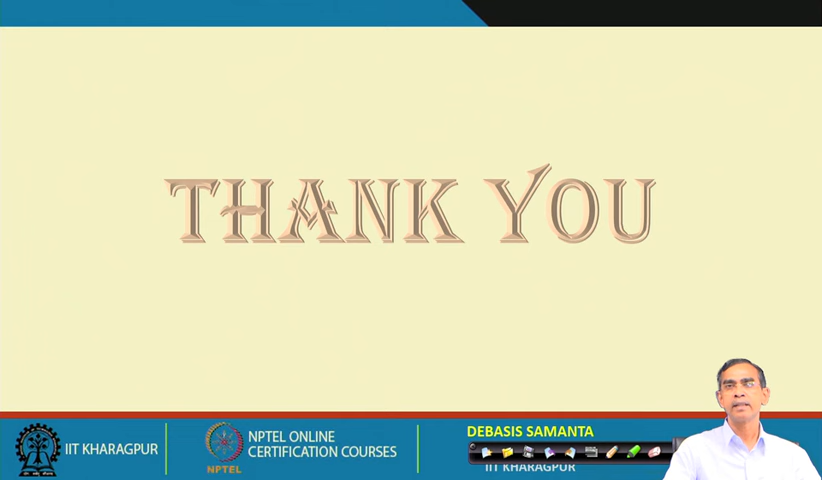 THANK YOU
IIT KHARAGPUR
NPTEL
NPTEL ONLINE
CERTIFICATION COURSES
DEBASIS SAMANTA
IIT KHARAGPUR